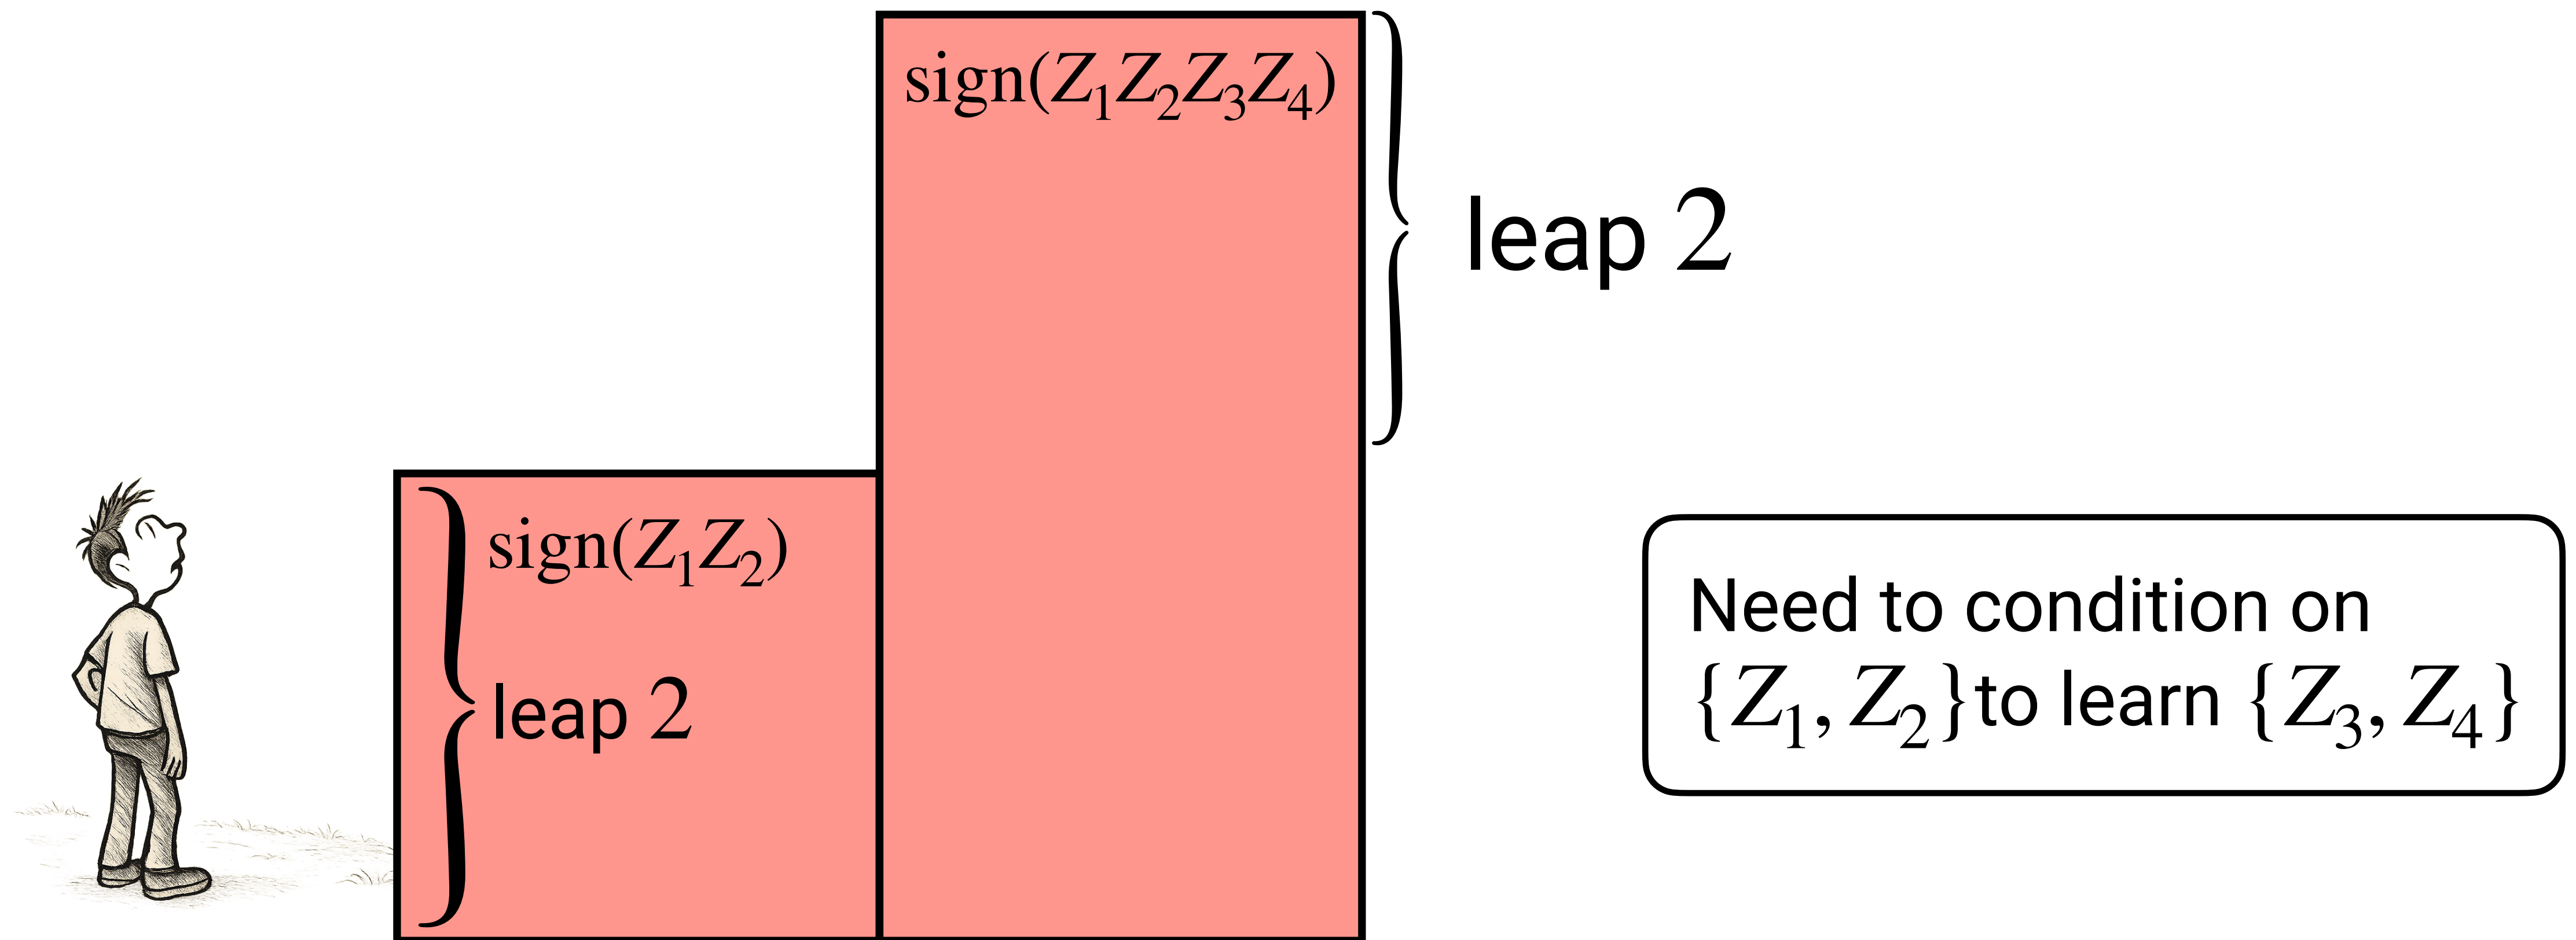 sign(Z₁Z₂Z₃Z₄)
leap 2
sign(Z₁Z₂)
leap 2
Need to condition on
{Z₁, Z₂} to learn {Z₃, Z₄}